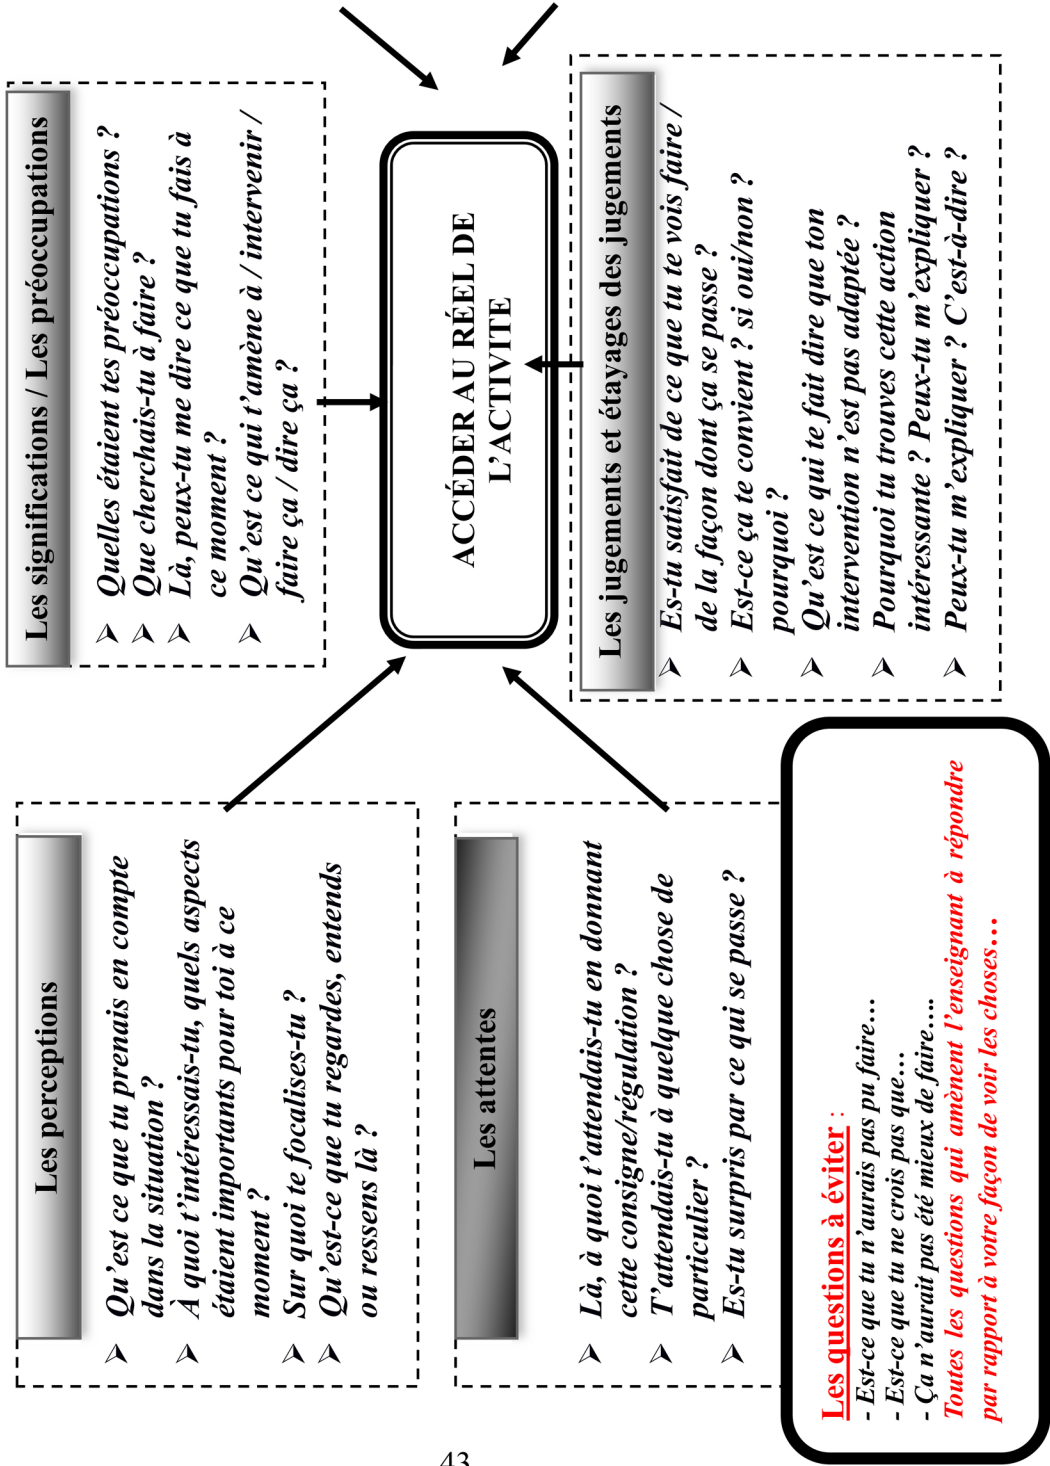 Les perceptions
Qu’est ce que tu prenais en compte
dans la situation ?
À quoi t’intéressais-tu, quels aspects
étaient importants pour toi à ce
moment ?
Sur quoi te focalises-tu ?
Qu’est-ce que tu regardes, entends
ou ressens là ?
Les significations / Les préoccupations
Quelles étaient tes préoccupations ?
Que cherchais-tu à faire ?
Là, peux-tu me dire ce que tu fais à
ce moment ?
Qu’est ce qui t’amène à / intervenir /
faire ça / dire ça ?
ACCÉDER AU RÉEL DE
L’ACTIVITE
Les attentes
Là, à quoi t’attendais-tu en donnant
cette consigne/régulation ?
T’attendais-tu à quelque chose de
particulier ?
Es-tu surpris par ce qui se passe ?
Les jugements et étayages des jugements
Es-tu satisfait de ce que tu te vois faire /
de la façon dont ça se passe ?
Est-ce ça te convient ? si oui/non ?
pourquoi ?
Qu’est ce qui te fait dire que ton
intervention n’est pas adaptée ?
Pourquoi tu trouves cette action
intéressante ? Peux-tu m’expliquer ?
Peux-tu m’expliquer ? C’est-à-dire ?
Les questions à éviter :
- Est-ce que tu n’aurais pas pu faire…
- Est-ce que tu ne crois pas que…
- Ça n’aurait pas été mieux de faire….
Toutes les questions qui amènent l’enseignant à répondre
par rapport à votre façon de voir les choses…
43